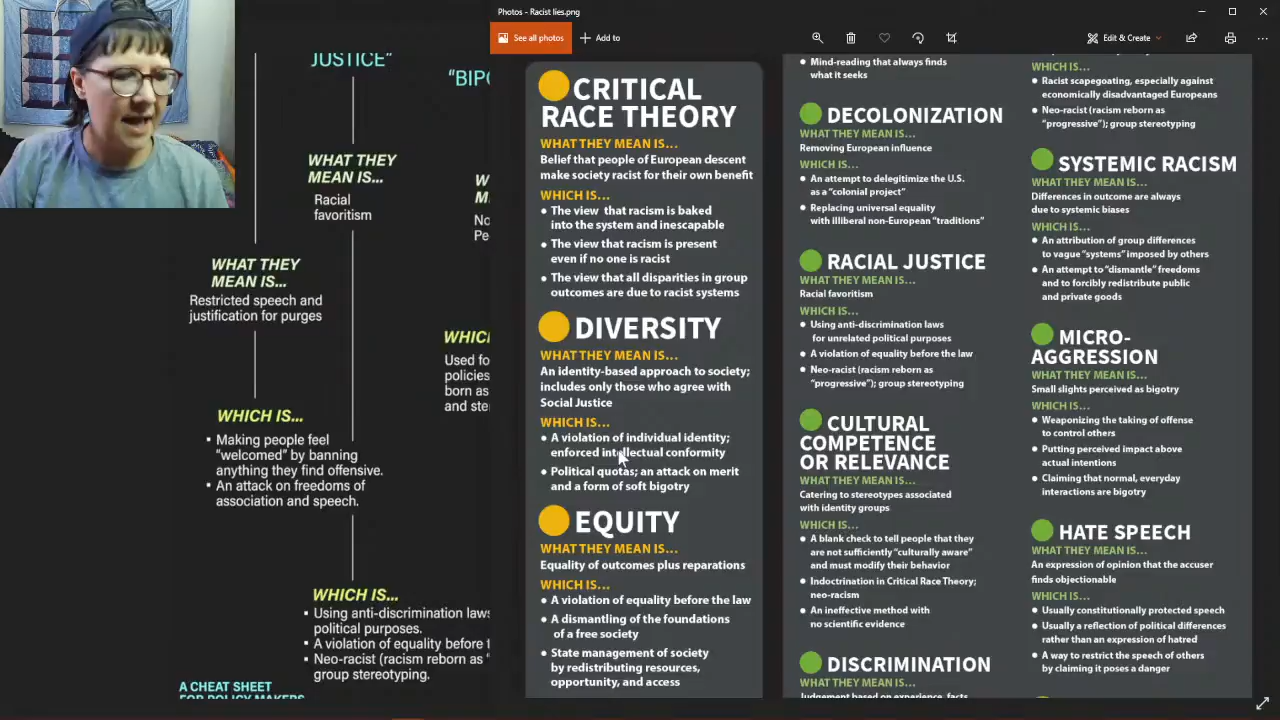 Photos - Racist lies.png
See all photos
Add to
Edit & Create
JUSTICE"
"BIPO
WHAT THEY
MEAN IS...
Racial
favoritism
W
M
No
Pe
WHAT THEY
MEAN IS...
Restricted speech and
justification for purges
WHICH
Used fo
policies
born as
and ste
WHICH IS...
• Making people feel
"welcomed" by banning
anything they find offensive.
• An attack on freedoms of
association and speech.
WHICH IS...
• Using anti-discrimination laws
political purposes.
• A violation of equality before t
• Neo-racist (racism reborn as "
group stereotyping.
A CHEAT SHEET
FOR POLICY MAKERS
CRITICAL
RACE THEORY
WHAT THEY MEAN IS...
Belief that people of European descent
make society racist for their own benefit
WHICH IS...
• The view that racism is baked
into the system and inescapable
• The view that racism is present
even if no one is racist
• The view that all disparities in group
outcomes are due to racist systems
DIVERSITY
WHAT THEY MEAN IS...
An identity-based approach to society;
includes only those who agree with
Social Justice
WHICH IS...
• A violation of individual identity;
enforced intellectual conformity
• Political quotas; an attack on merit
and a form of soft bigotry
EQUITY
WHAT THEY MEAN IS...
Equality of outcomes plus reparations
WHICH IS...
• A violation of equality before the law
• A dismantling of the foundations
of a free society
• State management of society
by redistributing resources,
opportunity, and access
• Mind-reading that always finds
what it seeks
DECOLONIZATION
WHAT THEY MEAN IS...
Removing European influence
WHICH IS...
• An attempt to delegitimize the U.S.
as a "colonial project"
• Replacing universal equality
with illiberal non-European "traditions"
RACIAL JUSTICE
WHAT THEY MEAN IS...
Racial favoritism
WHICH IS...
• Using anti-discrimination laws
for unrelated political purposes
• A violation of equality before the law
• Neo-racist (racism reborn as
"progressive"); group stereotyping
CULTURAL
COMPETENCE
OR RELEVANCE
WHAT THEY MEAN IS...
Catering to stereotypes associated
with identity groups
WHICH IS...
• A blank check to tell people that they
are not sufficiently "culturally aware"
and must modify their behavior
• Indoctrination in Critical Race Theory;
neo-racism
• An ineffective method with
no scientific evidence
DISCRIMINATION
WHAT THEY MEAN IS...
Judgement based on experience, facts
WHICH IS...
• Racist scapegoating, especially against
economically disadvantaged Europeans
• Neo-racist (racism reborn as
"progressive"); group stereotyping
SYSTEMIC RACISM
WHAT THEY MEAN IS...
Differences in outcome are always
due to systemic biases
WHICH IS...
• An attribution of group differences
to vague "systems" imposed by others
• An attempt to "dismantle" freedoms
and to forcibly redistribute public
and private goods
MICRO-
AGGRESSION
WHAT THEY MEAN IS...
Small slights perceived as bigotry
WHICH IS...
• Weaponizing the taking of offense
to control others
• Putting perceived impact above
actual intentions
• Claiming that normal, everyday
interactions are bigotry
HATE SPEECH
WHAT THEY MEAN IS...
An expression of opinion that the accuser
finds objectionable
WHICH IS...
• Usually constitutionally protected speech
• Usually a reflection of political differences
rather than an expression of hatred
• A way to restrict the speech of others
by claiming it poses a danger